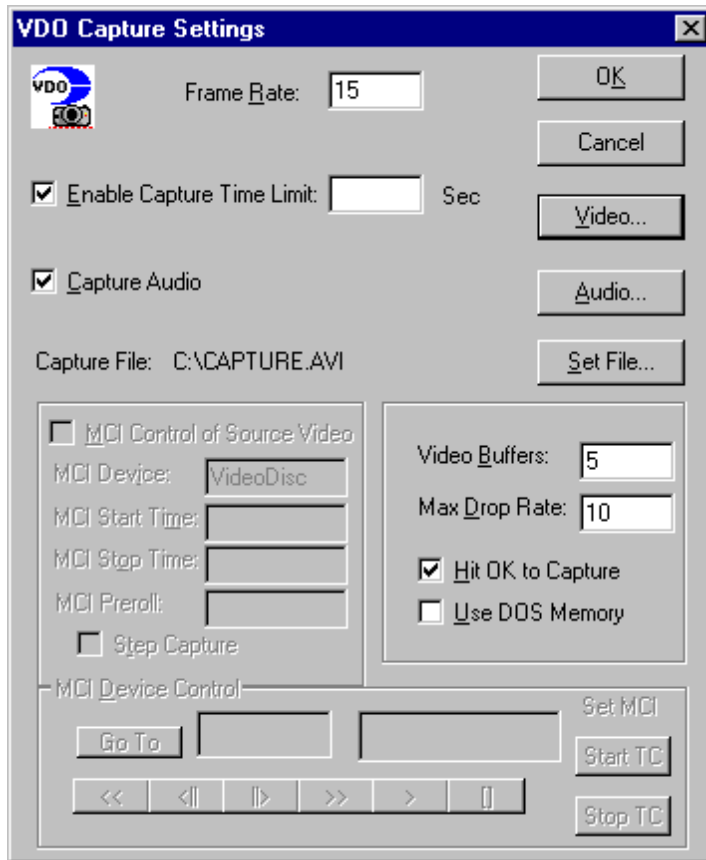 VDO Capture Settings
VDO
Frame Rate: 15
OK
Cancel
Enable Capture Time Limit: Sec
Video...
Capture Audio
Audio...
Capture File: C:\CAPTURE.AVI
Set File...
MCI Control of Source Video
MCI Device: VideoDisc
MCI Start Time:
MCI Stop Time:
MCI Preroll:
Step Capture
Video Buffers: 5
Max Drop Rate: 10
Hit OK to Capture
Use DOS Memory
MCI Device Control
Go To
Set MCI
Start TC
<< <|| ||> >> > []
Stop TC